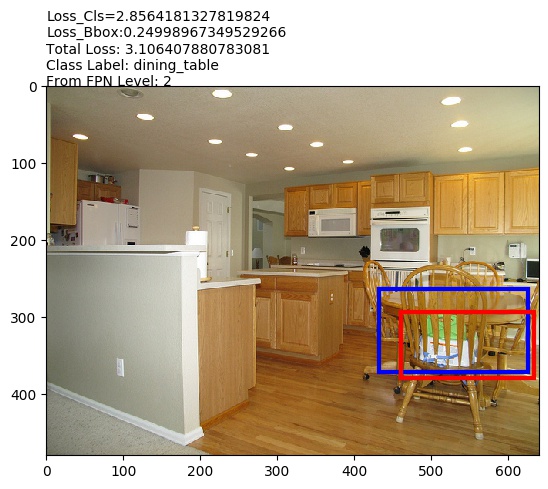 Loss_Cls=2.8564181327819824
Loss_Bbox:0.24998967349529266
Total Loss: 3.106407880783081
Class Label: dining_table
From FPN Level: 2
0
100
200
300
400
0 100 200 300 400 500 600